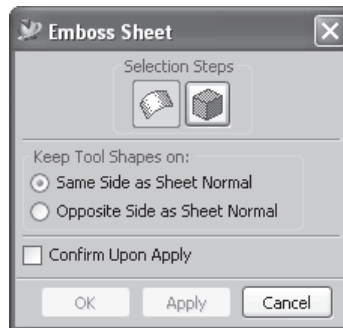 Emboss Sheet
Selection Steps
Keep Tool Shapes on:
Same Side as Sheet Normal
Opposite Side as Sheet Normal
Confirm Upon Apply
OK Apply Cancel